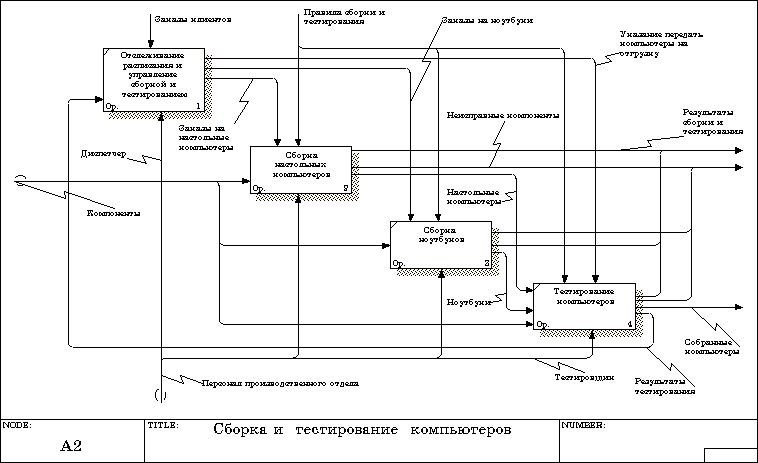 Заказы клиентов
Правила сборки и
тестирования
Заказы на ноутбуки
Указание передать
компьютеры на
отгрузку
Отслеживание
расписания и
управление
сборкой и
тестированием
Ор.
1
Заказы на
настольные
компьютеры
Неисправные компоненты
Результаты
сборки и
тестирования
Диспетчер
Сборка
настольных
компьютеров
Ор.
2
Настольные
компьютеры
Компоненты
Сборка
ноутбуков
Ор.
3
Ноутбуки
Тестирование
компьютеров
Ор.
4
Собранные
компьютеры
Персонал производственного отдела
Тестировщик
Результаты
тестирования
NODE:
A2
TITLE:
Сборка и тестирование компьютеров
NUMBER: